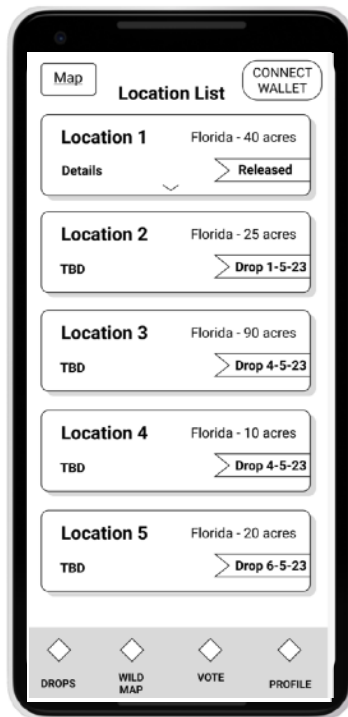 Map
CONNECT
WALLET
Location List
Location 1
Florida - 40 acres
Details
Released
Location 2
Florida - 25 acres
TBD
Drop 1-5-23
Location 3
Florida - 90 acres
TBD
Drop 4-5-23
Location 4
Florida - 10 acres
TBD
Drop 4-5-23
Location 5
Florida - 20 acres
TBD
Drop 6-5-23
DROPS
WILD
MAP
VOTE
PROFILE